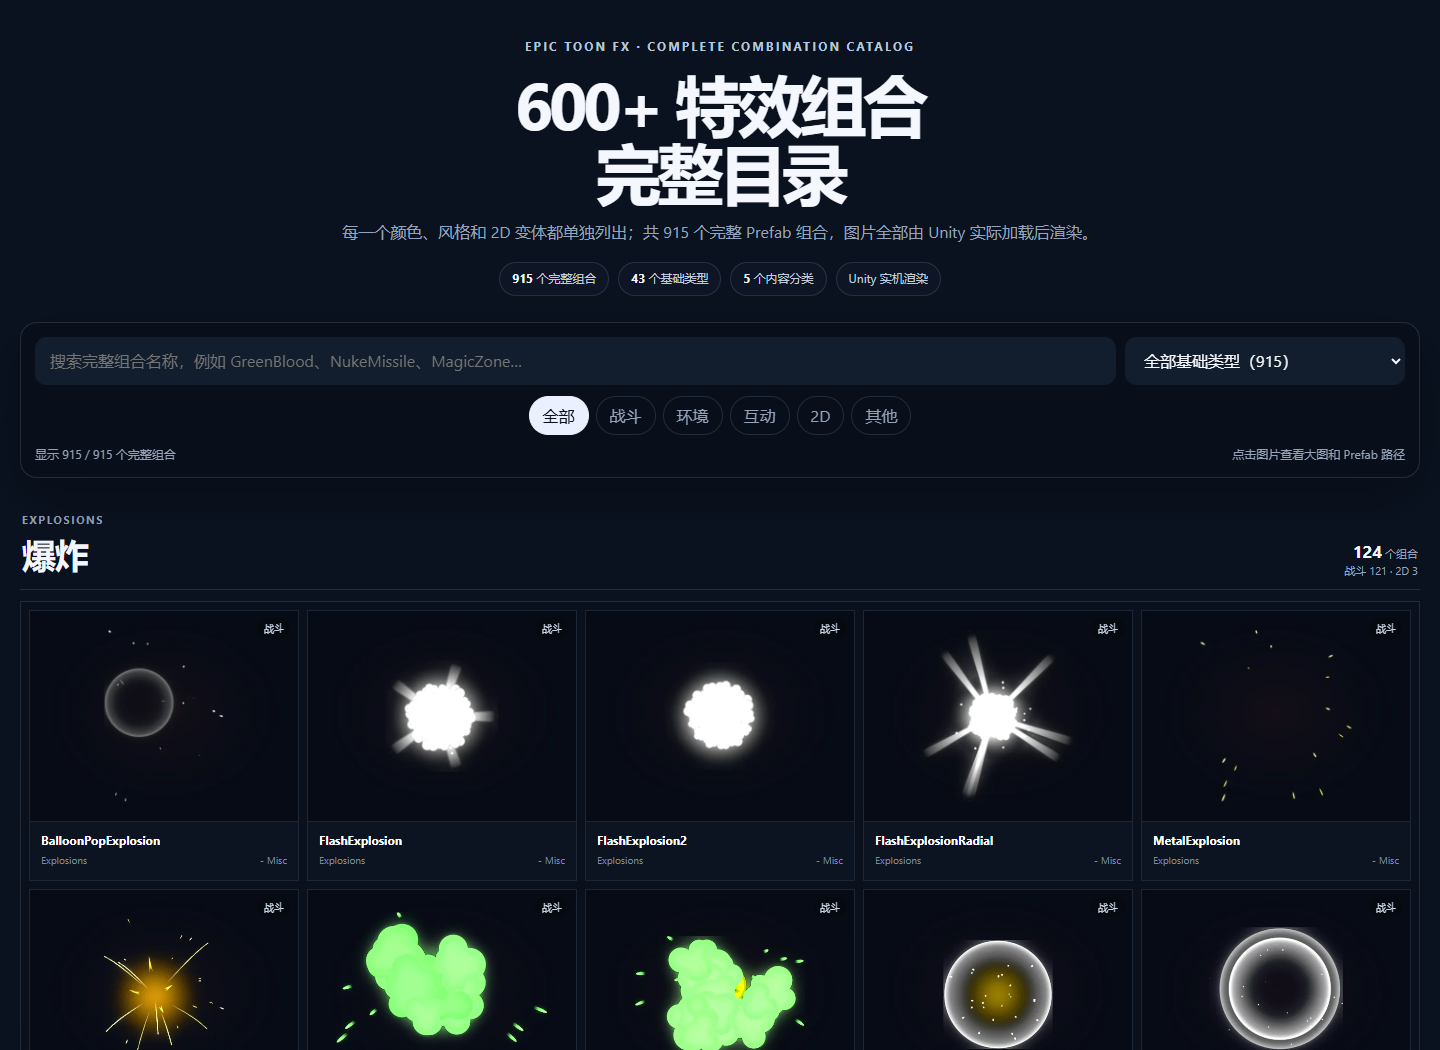 EPIC TOON FX · COMPLETE COMBINATION CATALOG
600+ 特效组合
完整目录
每一个颜色、风格和 2D 变体都单独列出；共 915 个完整 Prefab 组合，图片全部由 Unity 实际加载后渲染。
915 个完整组合
43 个基础类型
5 个内容分类
Unity 实机渲染
搜索完整组合名称，例如 GreenBlood、NukeMissile、MagicZone...
全部基础类型（915）
全部
战斗
环境
互动
2D
其他
显示 915 / 915 个完整组合
点击图片查看大图和 Prefab 路径
EXPLOSIONS
爆炸
124 个组合
战斗 121 · 2D 3
战斗
战斗
战斗
战斗
战斗
BalloonPopExplosion
Explosions
- Misc
FlashExplosion
Explosions
- Misc
FlashExplosion2
Explosions
- Misc
FlashExplosionRadial
Explosions
- Misc
MetalExplosion
Explosions
- Misc
战斗
战斗
战斗
战斗
战斗